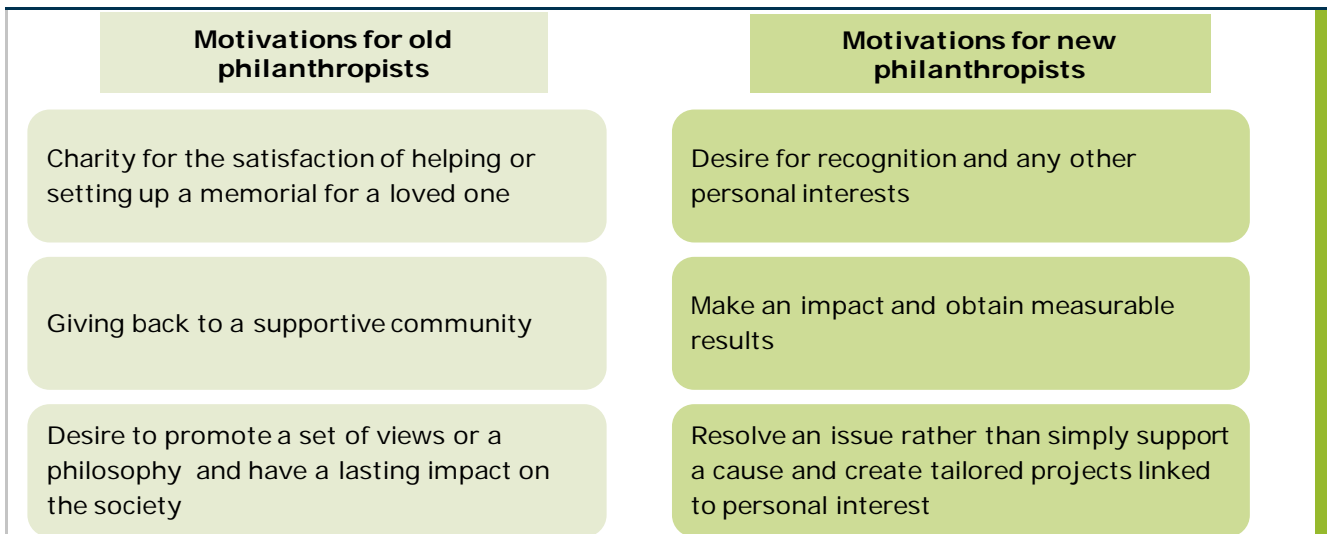 Motivations for old
philanthropists
Charity for the satisfaction of helping or
setting up a memorial for a loved one
Giving back to a supportive community
Desire to promote a set of views or a
philosophy and have a lasting impact on
the society
Motivations for new
philanthropists
Desire for recognition and any other
personal interests
Make an impact and obtain measurable
results
Resolve an issue rather than simply support
a cause and create tailored projects linked
to personal interest